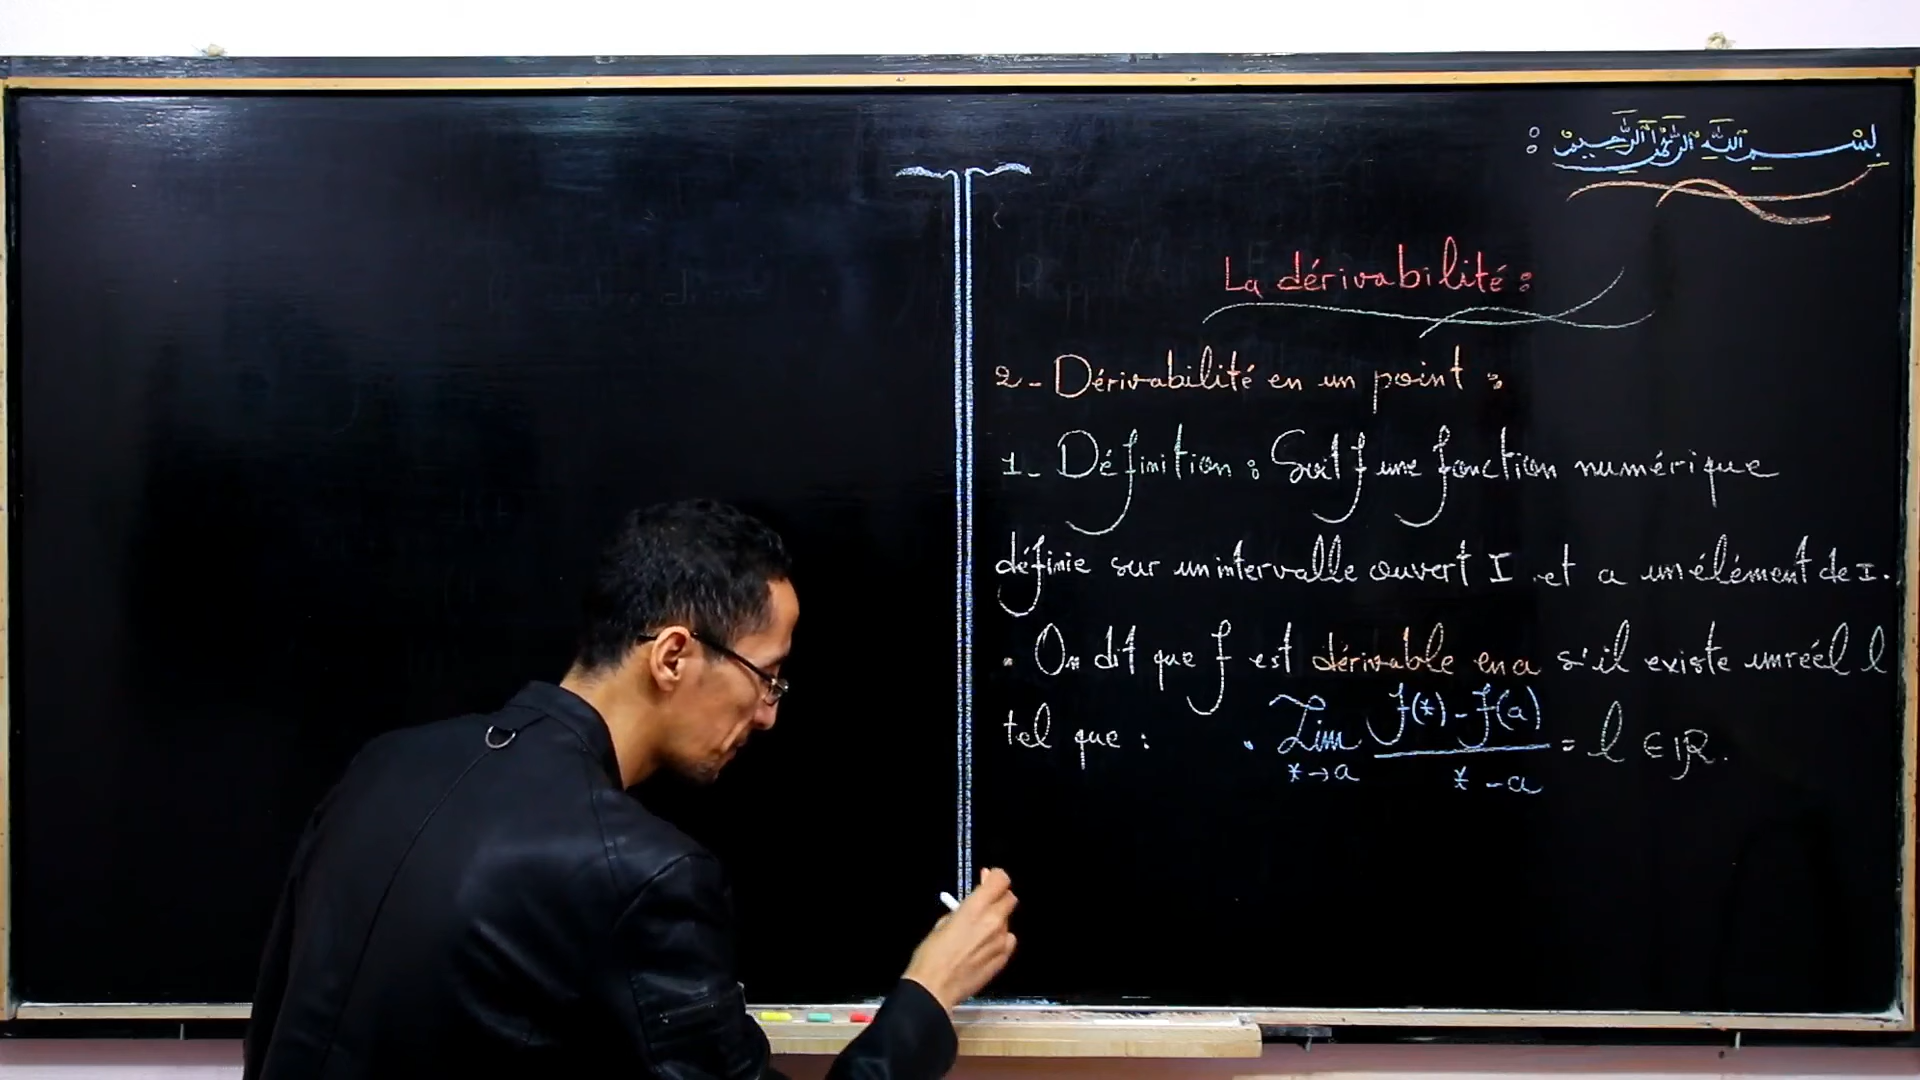 بسم الله الرحمن الرحيم :
La dérivabilité :
2- Dérivabilité en un point :
1- Définition : Soit f une fonction numérique
définie sur un intervalle ouvert I et a un élément de I.
• On dit que f est dérivable en a s'il existe un réel l
tel que : • Lim x→a (f(x) - f(a)) / (x - a) = l ∈ IR.